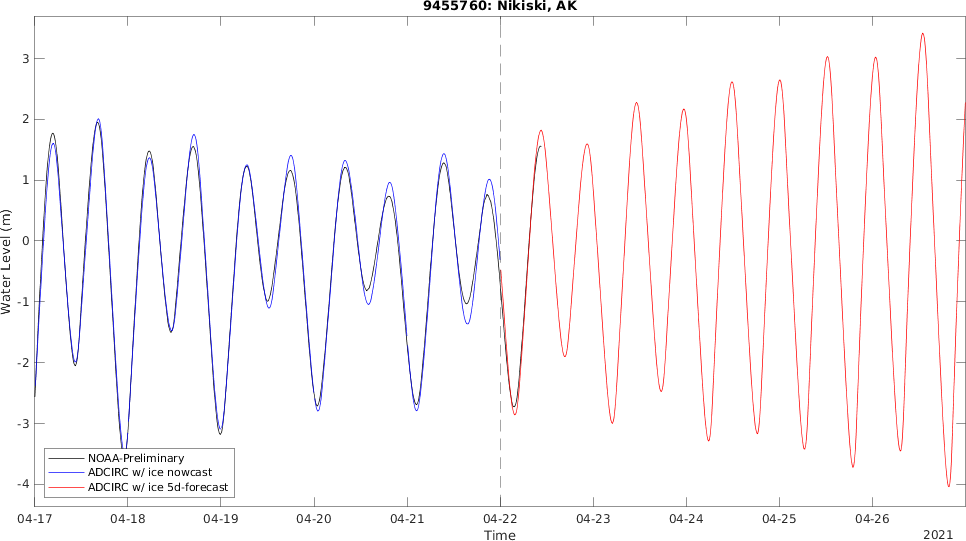 9455760: Nikiski, AK
3
2
1
0
-1
-2
-3
-4
Water Level (m)
NOAA-Preliminary
ADCIRC w/ ice nowcast
ADCIRC w/ ice 5d-forecast
04-17 04-18 04-19 04-20 04-21 04-22 04-23 04-24 04-25 04-26
Time
2021